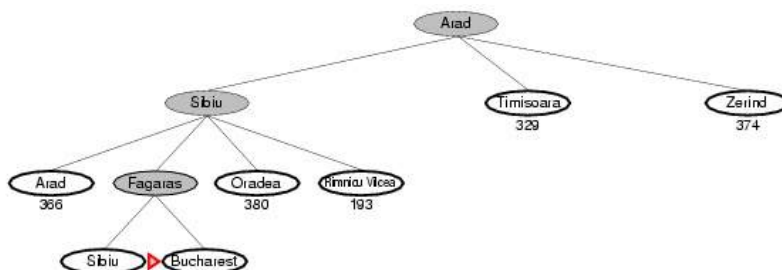 Arad
Sibiu
Timisoara
Zerind
329
374
Arad
Fagaras
Oradea
Rimnicu Vilcea
366
380
193
Sibiu
Bucharest